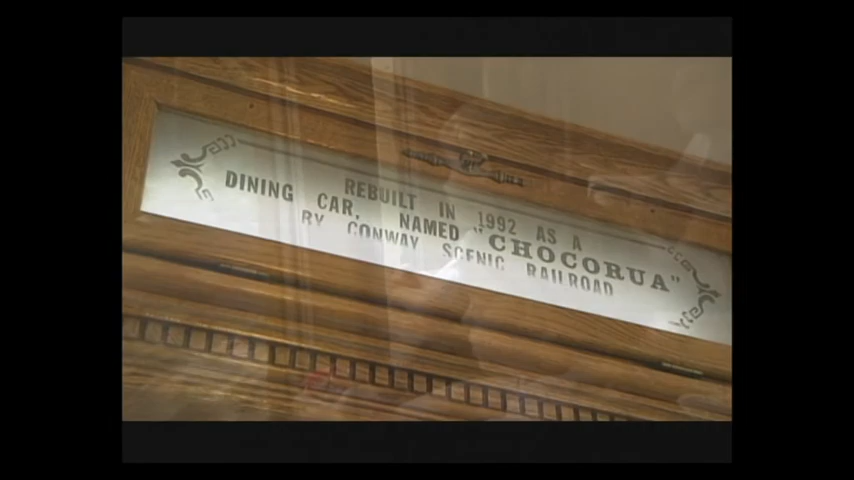 REBUILT IN 1992 AS A
DINING CAR, NAMED "CHOCORUA"
BY CONWAY SCENIC RAILROAD